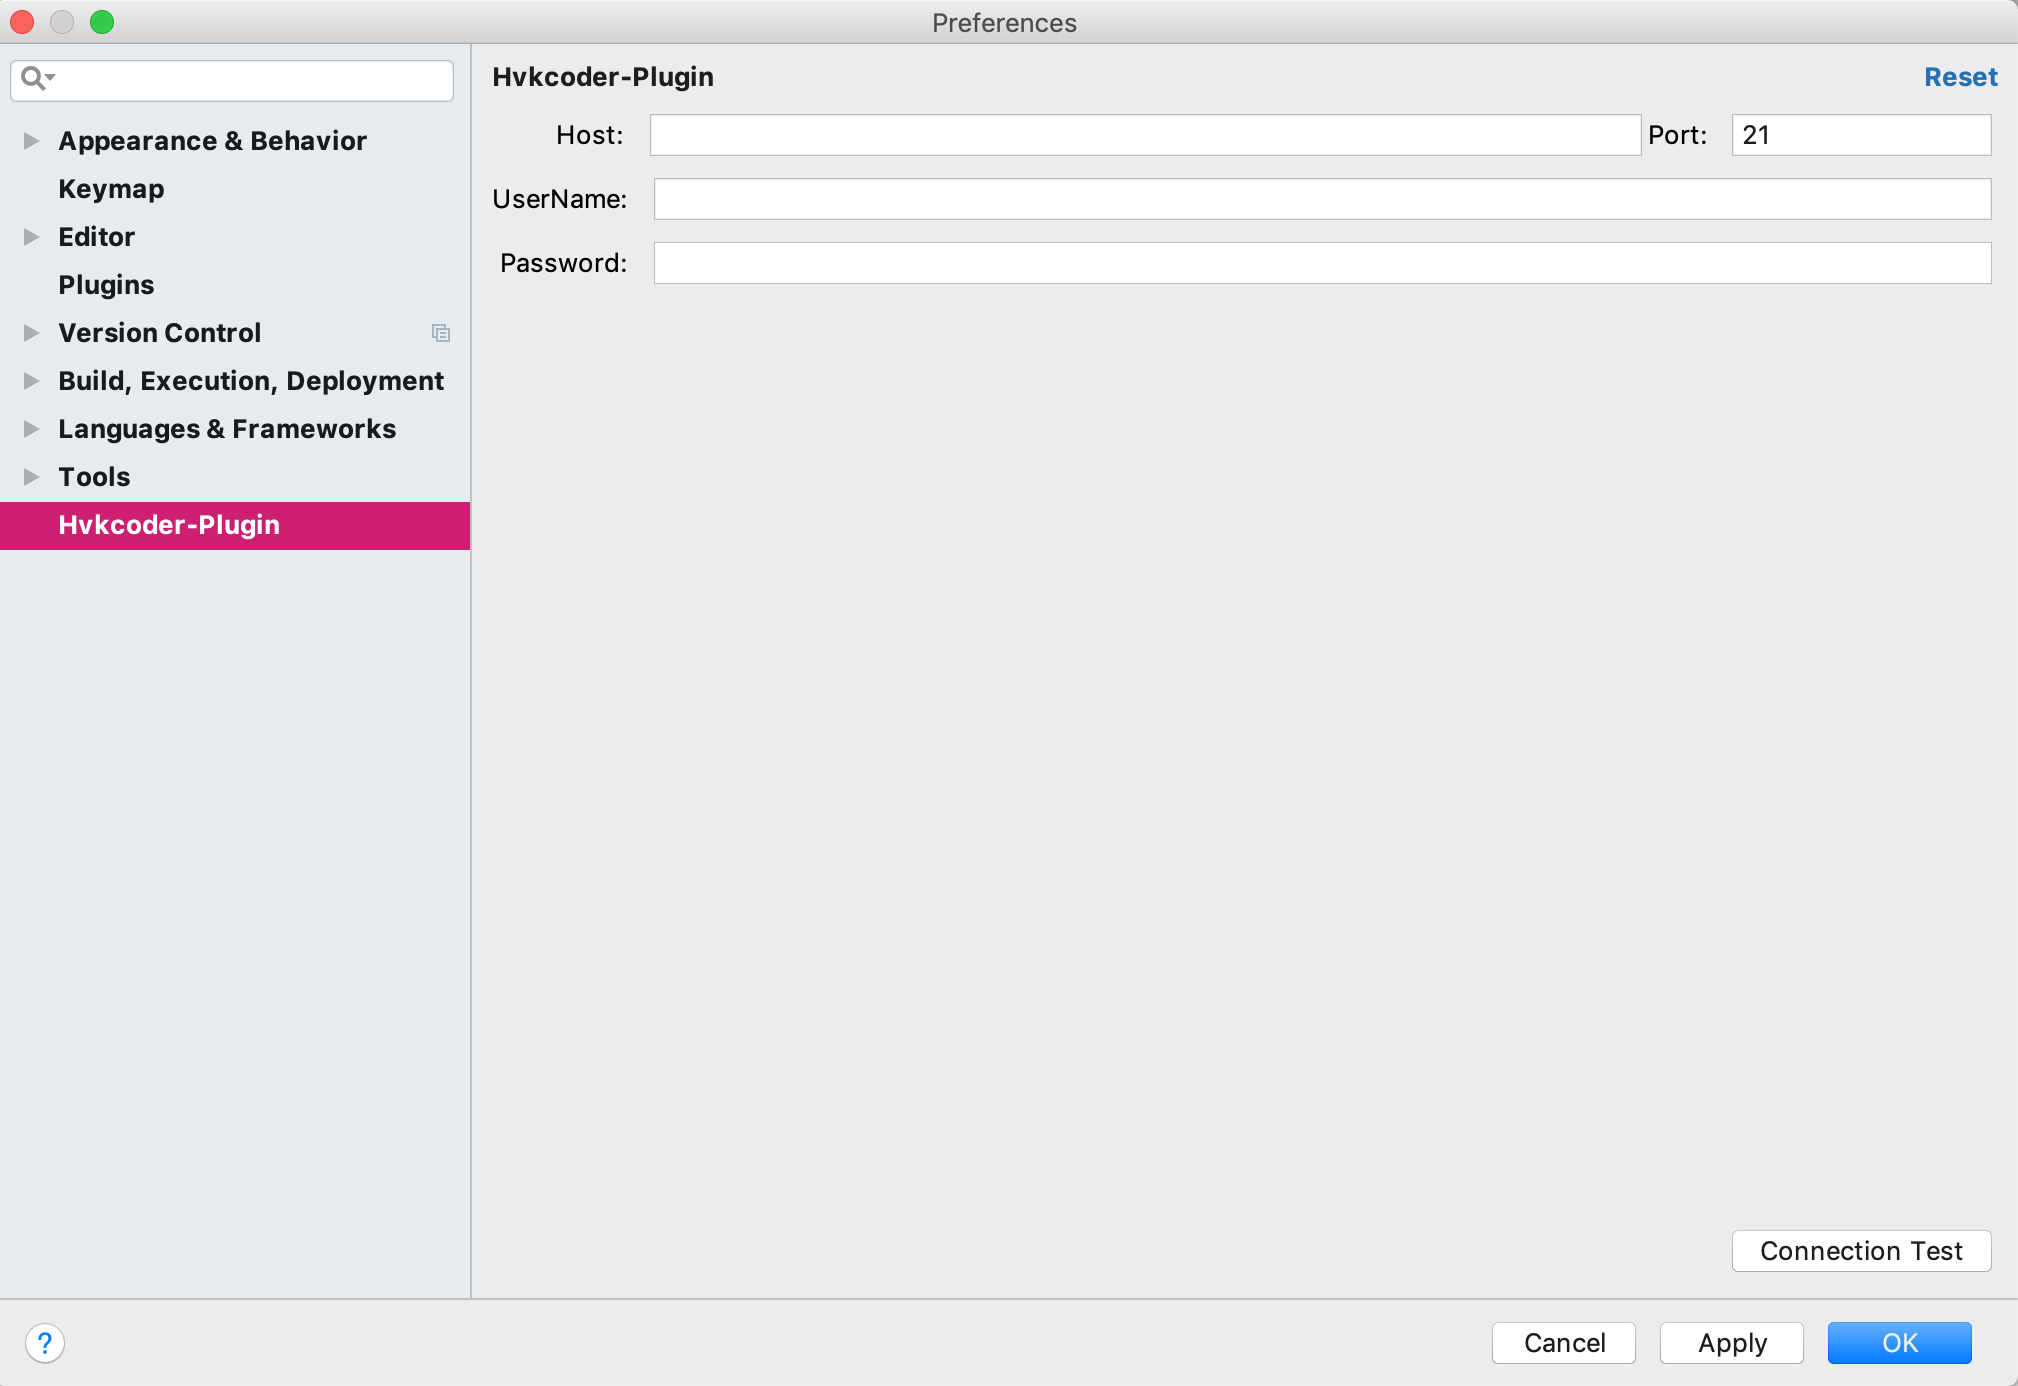 Preferences
Appearance & Behavior
Keymap
Editor
Plugins
Version Control
Build, Execution, Deployment
Languages & Frameworks
Tools
Hvkcoder-Plugin
Hvkcoder-Plugin Reset
Host: Port: 21
UserName:
Password:
Connection Test
? Cancel Apply OK